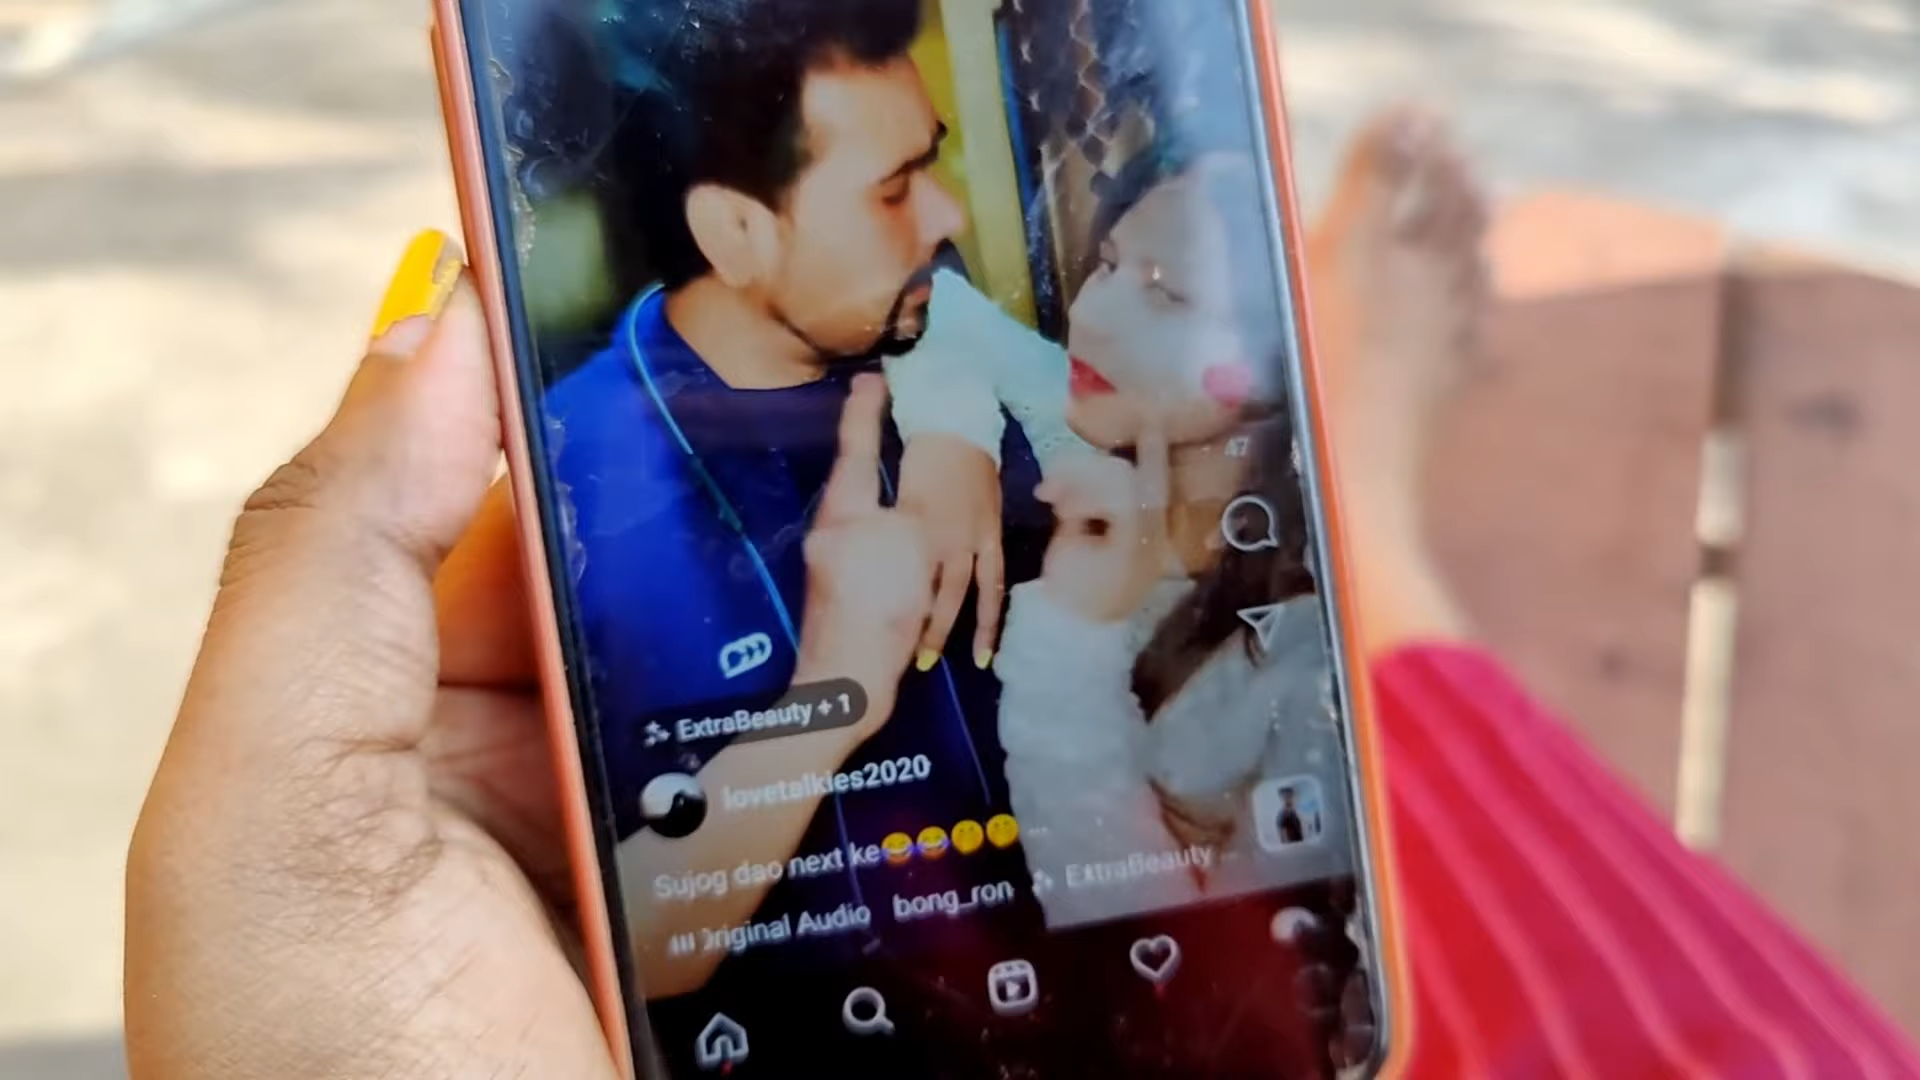 47
ExtraBeauty + 1
lovetalkies2020
Sujog dao next ke😂😂🤭🤭 ...
Original Audio bong_ron ExtraBeauty ...